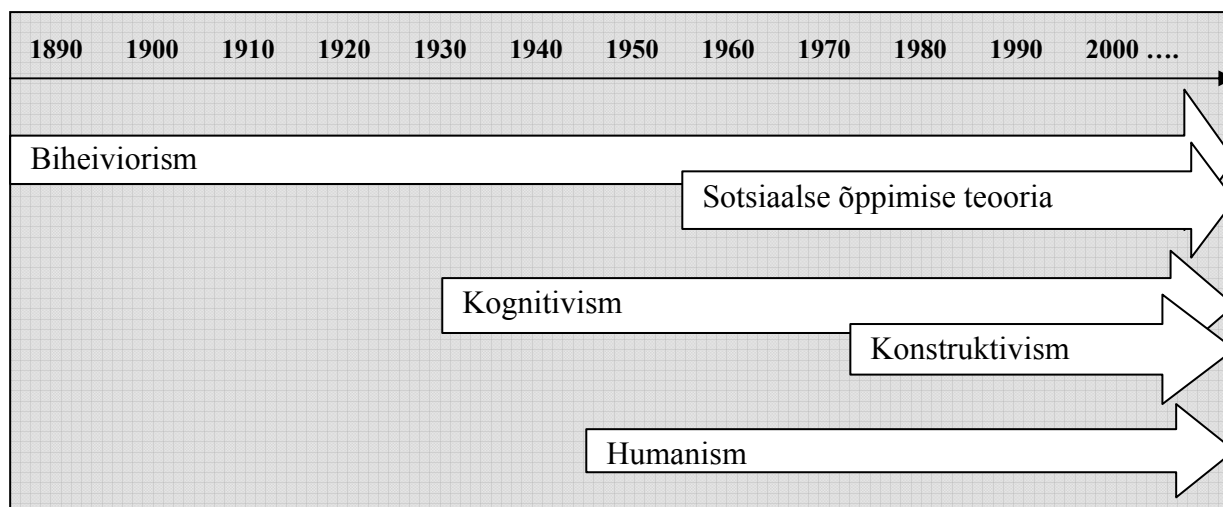 1890 1900 1910 1920 1930 1940 1950 1960 1970 1980 1990 2000 ….
Biheiviorism
Sotsiaalse õppimise teooria
Kognitivism
Konstruktivism
Humanism